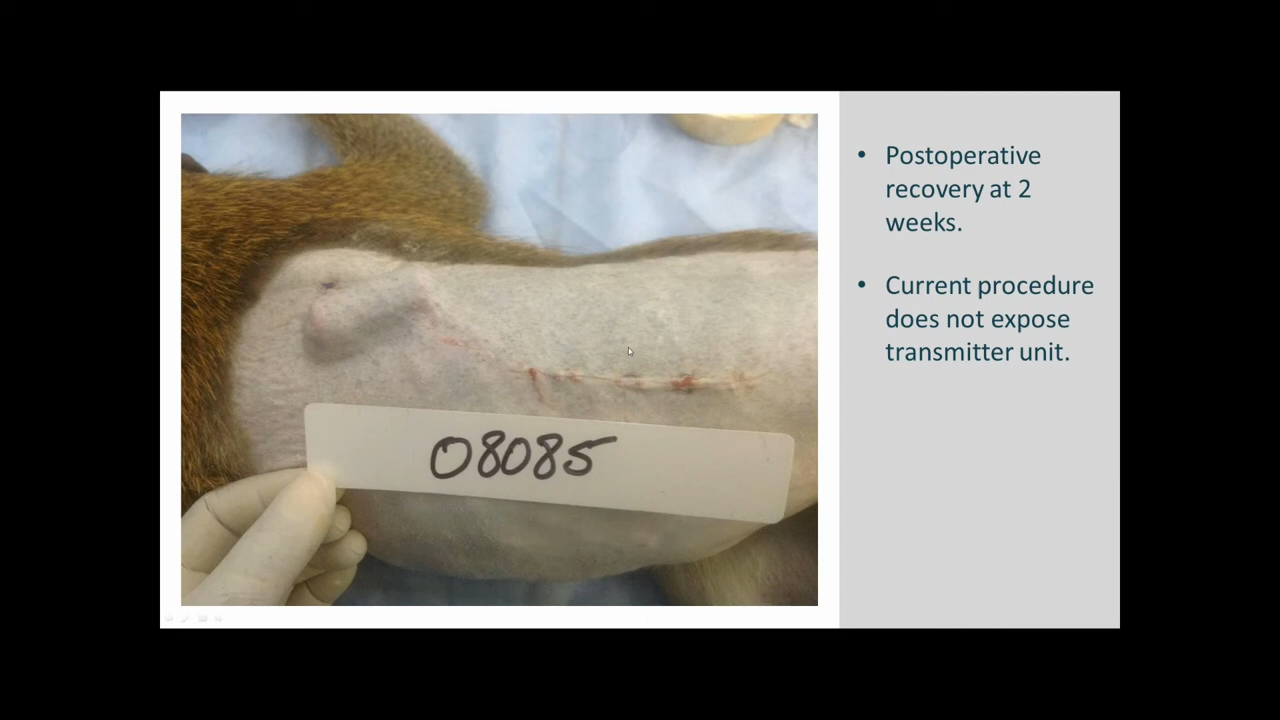 08085
• Postoperative
recovery at 2
weeks.
• Current procedure
does not expose
transmitter unit.